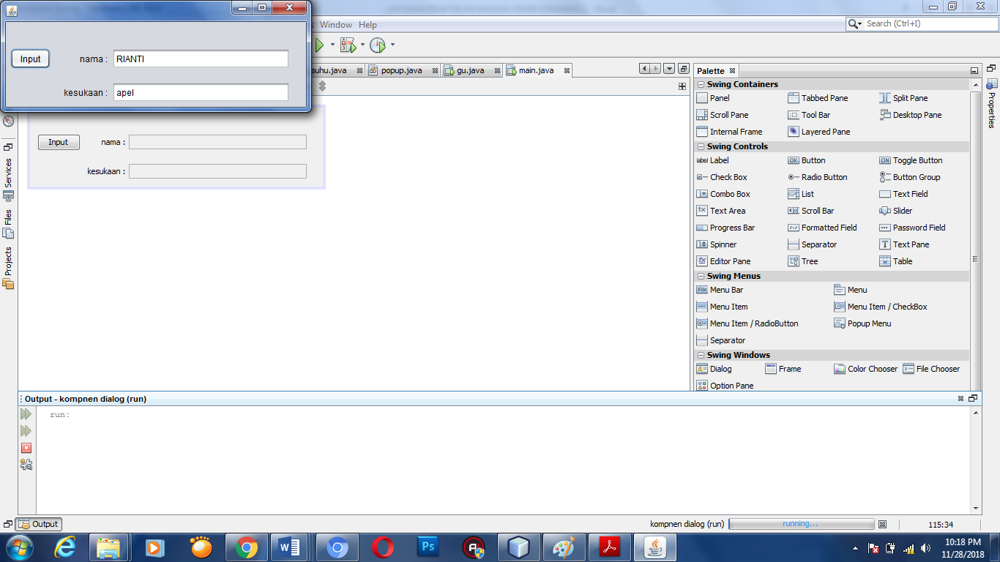 Window Help
Search (Ctrl+I)
Input
nama :
RIANTI
kesukaan :
apel
suhu.java
popup.java
gu.java
main.java
Input
nama :
kesukaan :
Services
Files
Projects
Palette
Swing Containers
Panel
Tabbed Pane
Split Pane
Scroll Pane
Tool Bar
Desktop Pane
Internal Frame
Layered Pane
Swing Controls
label Label
OK Button
ON Toggle Button
Check Box
Radio Button
Button Group
Combo Box
List
Text Field
Text Area
Scroll Bar
Slider
Progress Bar
Formatted Field
Password Field
Spinner
Separator
Text Pane
Editor Pane
Tree
Table
Swing Menus
File Menu Bar
Menu
Menu Item
Menu Item / CheckBox
Menu Item / RadioButton
Popup Menu
Separator
Swing Windows
Dialog
Frame
Color Chooser
File Chooser
Option Pane
Properties
Output - kompnen dialog (run)
run:
Output
kompnen dialog (run)
running...
115:34
Ps
10:18 PM
11/28/2018